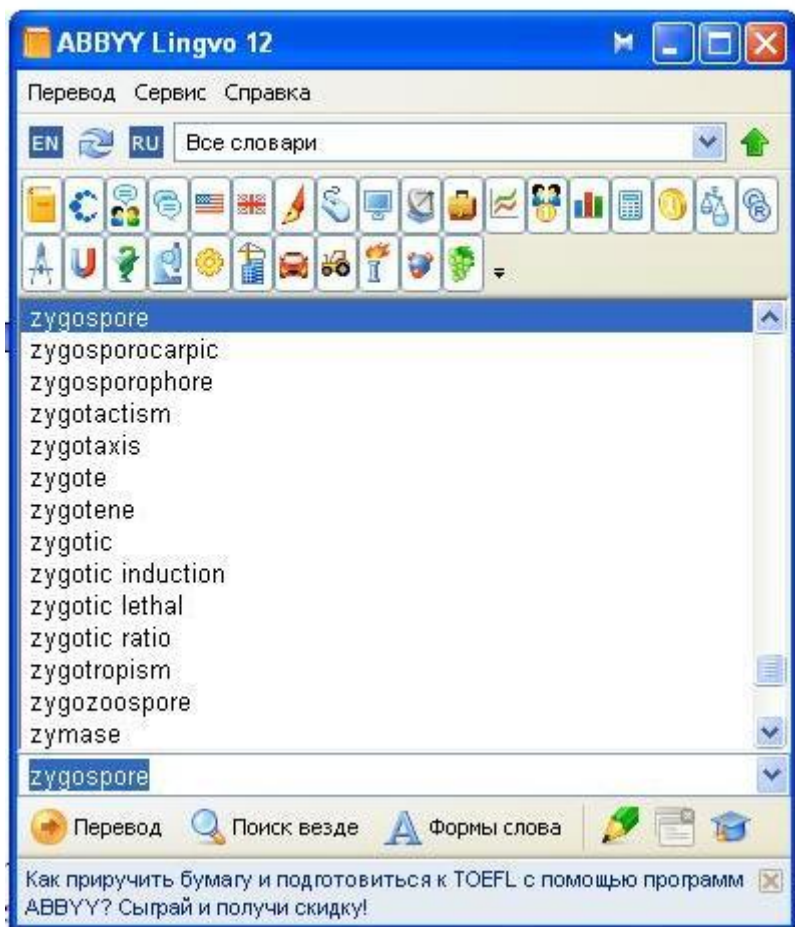 ABBYY Lingvo 12
Перевод Сервис Справка
EN RU Все словари
zygospore
zygosporocarpic
zygosporophore
zygotactism
zygotaxis
zygote
zygotene
zygotic
zygotic induction
zygotic lethal
zygotic ratio
zygotropism
zygozoospore
zymase
zygospore
Перевод Поиск везде Формы слова
Как приручить бумагу и подготовиться к TOEFL с помощью программ
ABBYY? Сыграй и получи скидку!